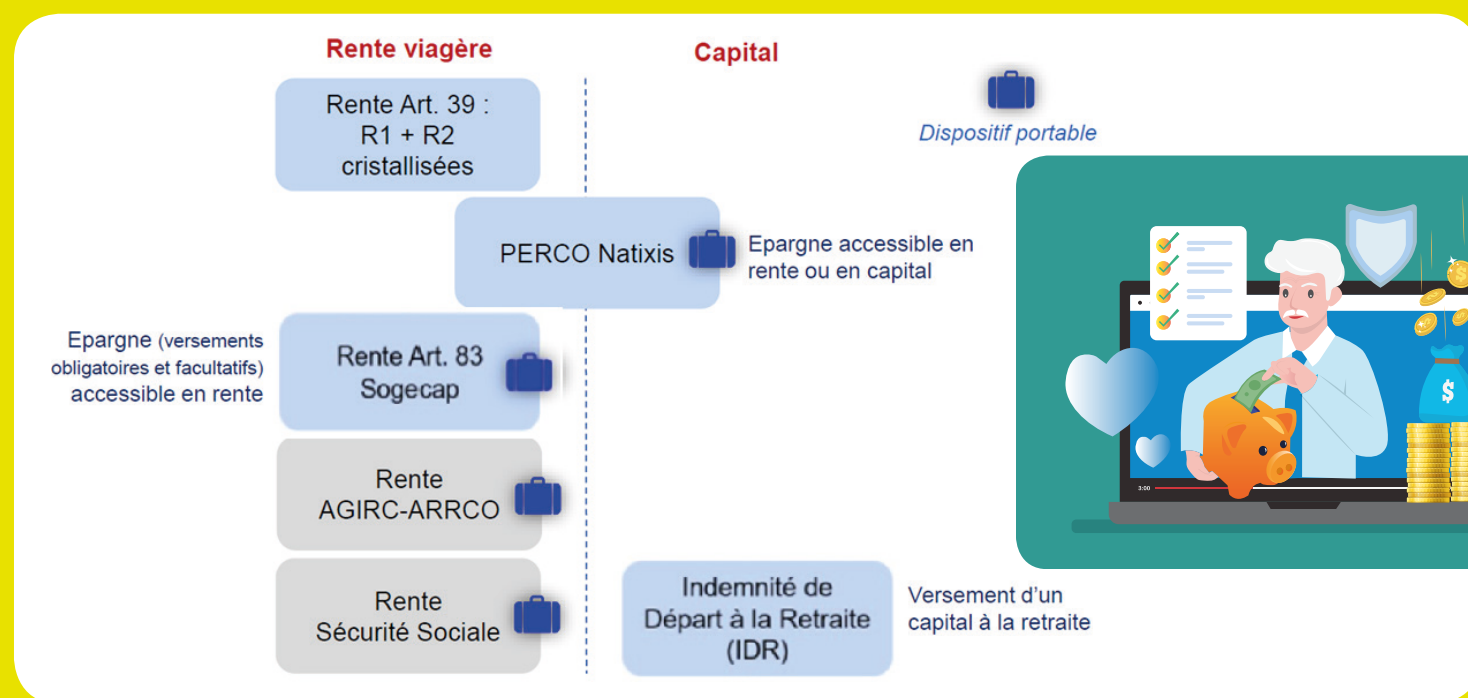 Rente viagère
Capital
Rente Art. 39 :
R1 + R2
cristallisées
Dispositif portable
PERCO Natixis
Epargne accessible en
rente ou en capital
Epargne (versements
obligatoires et facultatifs)
accessible en rente
Rente Art. 83
Sogecap
Rente
AGIRC-ARRCO
Rente
Sécurité Sociale
Indemnité de
Départ à la Retraite
(IDR)
Versement d’un
capital à la retraite
3:00
$
$